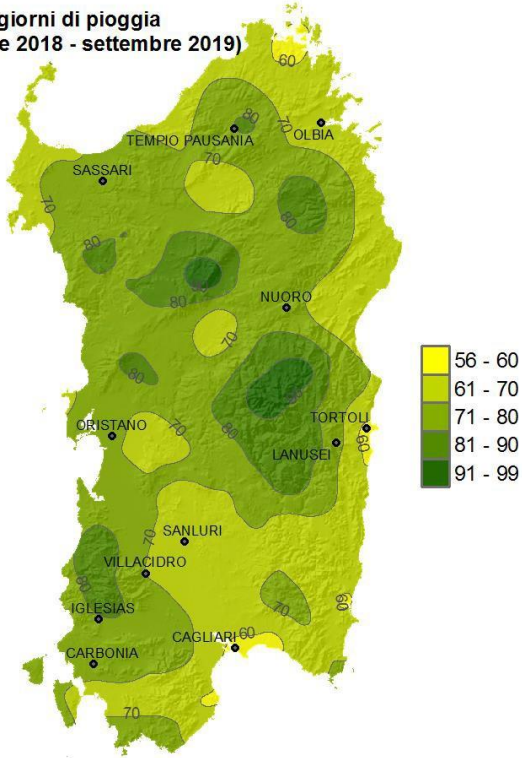 giorni di pioggia
e 2018 - settembre 2019)
60
80
TEMPIO PAUSANIA
70
OLBIA
70
SASSARI
70
80
80
80
NUORO
70
80
56 - 60
61 - 70
71 - 80
81 - 90
91 - 99
ORISTANO
70
80
TORTOLI
60
LANUSEI
70
SANLURI
VILLACIDRO
80
70
60
IGLESIAS
CAGLIARI
60
CARBONIA
70